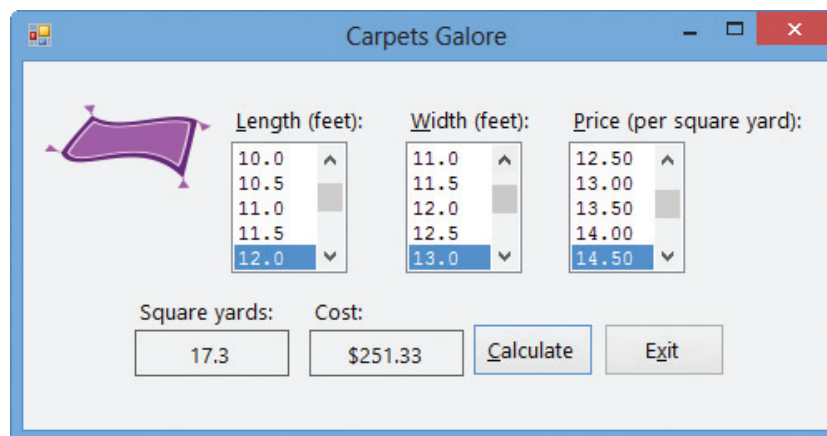 Carpets Galore
Length (feet): Width (feet): Price (per square yard):
10.0 11.0 12.50
10.5 11.5 13.00
11.0 12.0 13.50
11.5 12.5 14.00
12.0 13.0 14.50
Square yards: Cost:
17.3 $251.33 Calculate Exit